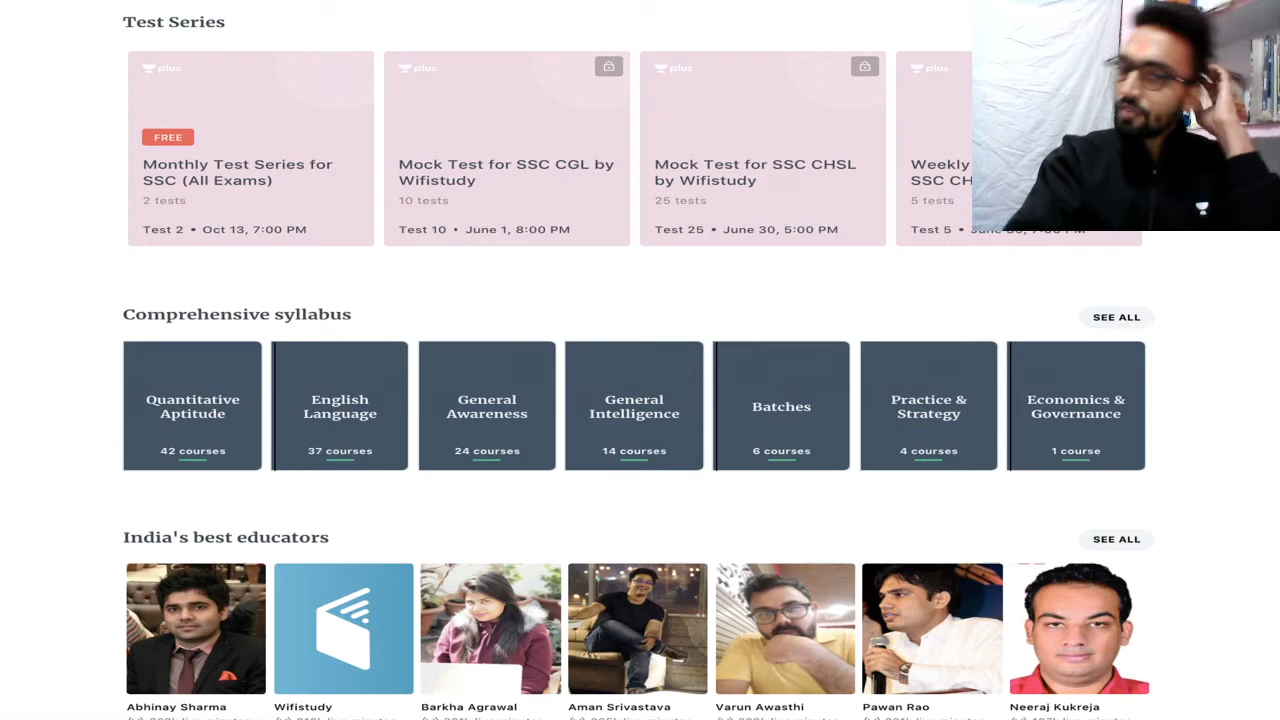 Test Series
plus
FREE
Monthly Test Series for
SSC (All Exams)
2 tests
Test 2 • Oct 13, 7:00 PM
plus
Mock Test for SSC CGL by
Wifistudy
10 tests
Test 10 • June 1, 8:00 PM
plus
Mock Test for SSC CHSL
by Wifistudy
25 tests
Test 25 • June 30, 5:00 PM
plus
Weekly
SSC CH
5 tests
Test 5 •
Comprehensive syllabus
SEE ALL
Quantitative
Aptitude
42 courses
English
Language
37 courses
General
Awareness
24 courses
General
Intelligence
14 courses
Batches
6 courses
Practice &
Strategy
4 courses
Economics &
Governance
1 course
India's best educators
SEE ALL
Abhinay Sharma
Wifistudy
Barkha Agrawal
Aman Srivastava
Varun Awasthi
Pawan Rao
Neeraj Kukreja